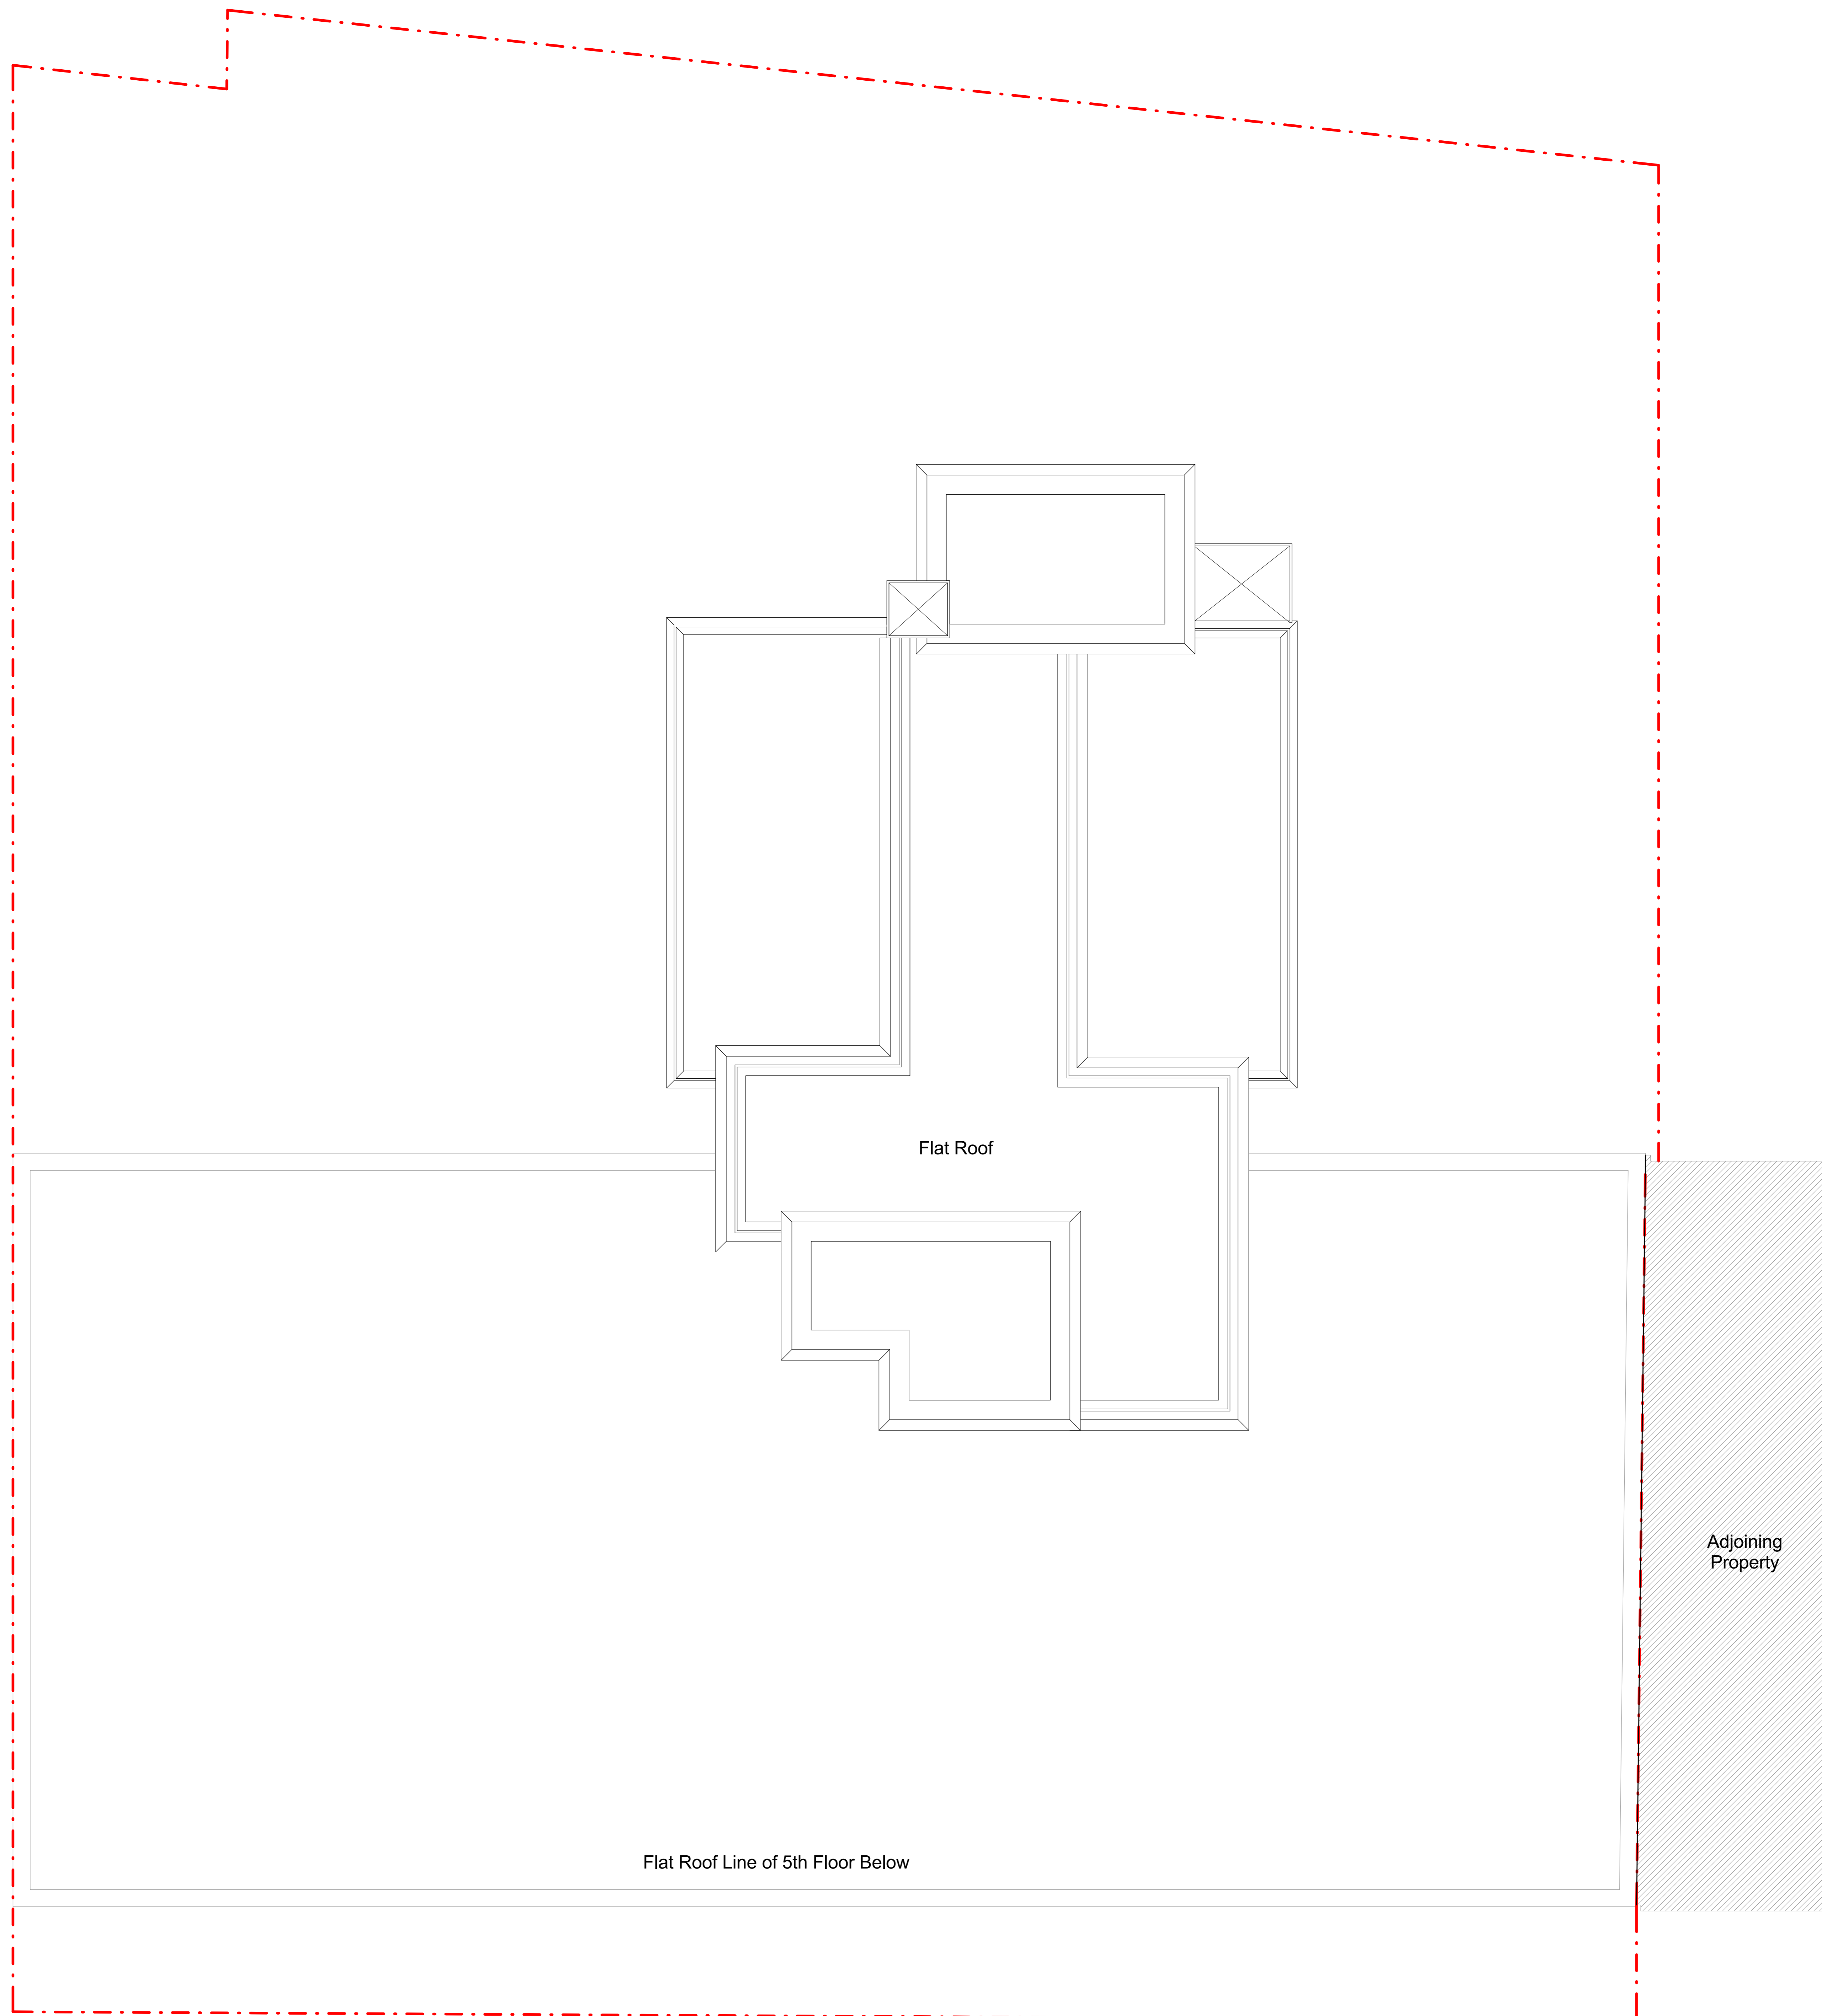 Flat Roof
Adjoining
Property
Flat Roof Line of 5th Floor Below